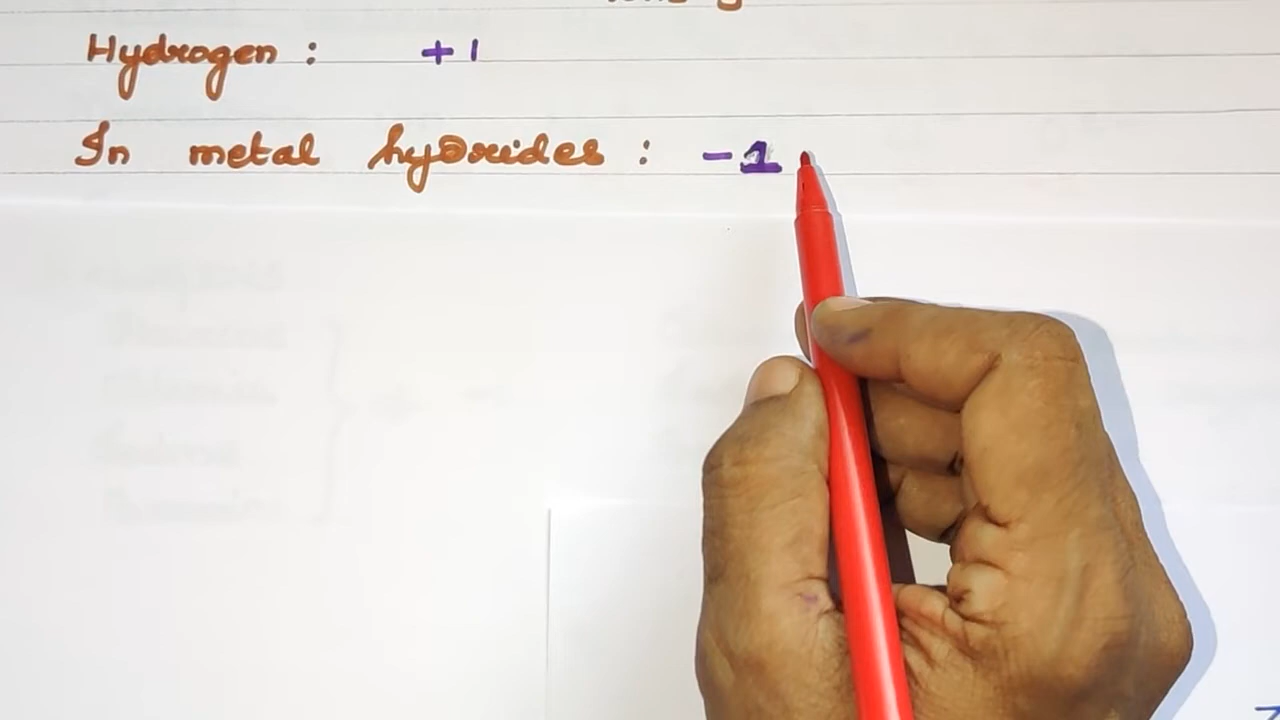 Hydrogen : +1
In metal hydrides : -1